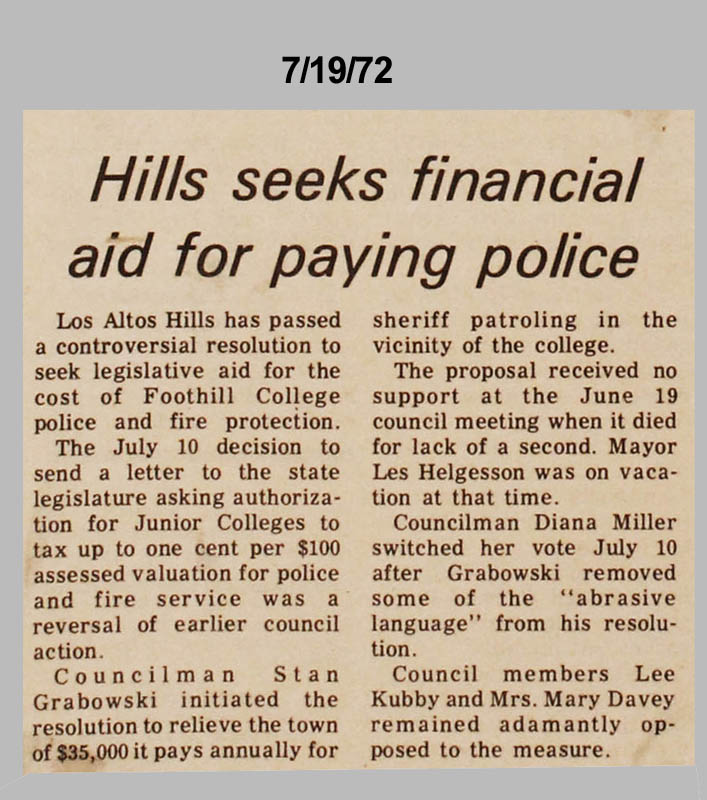 7/19/72
Hills seeks financial
aid for paying police
Los Altos Hills has passed
a controversial resolution to
seek legislative aid for the
cost of Foothill College
police and fire protection.
The July 10 decision to
send a letter to the state
legislature asking authoriza-
tion for Junior Colleges to
tax up to one cent per $100
assessed valuation for police
and fire service was a
reversal of earlier council
action.
Councilman Stan
Grabowski initiated the
resolution to relieve the town
of $35,000 it pays annually for
sheriff patroling in the
vicinity of the college.
The proposal received no
support at the June 19
council meeting when it died
for lack of a second. Mayor
Les Helgesson was on vaca-
tion at that time.
Councilman Diana Miller
switched her vote July 10
after Grabowski removed
some of the "abrasive
language" from his resolu-
tion.
Council members Lee
Kubby and Mrs. Mary Davey
remained adamantly op-
posed to the measure.